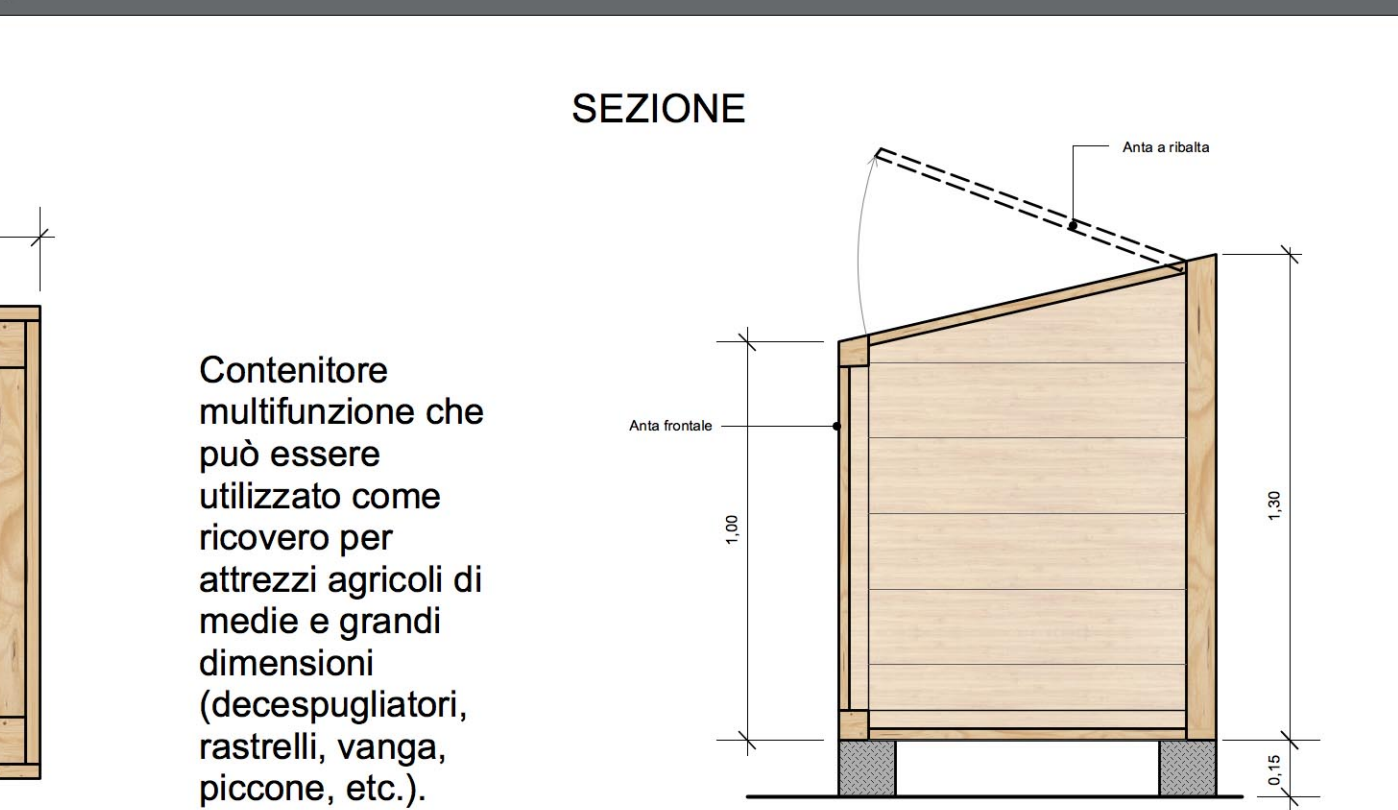 SEZIONE
Anta a ribalta
Contenitore
multifunzione che
può essere
utilizzato come
ricovero per
attrezzi agricoli di
medie e grandi
dimensioni
(decespugliatori,
rastrelli, vanga,
piccone, etc.).
Anta frontale
1,00
1,30
0,15